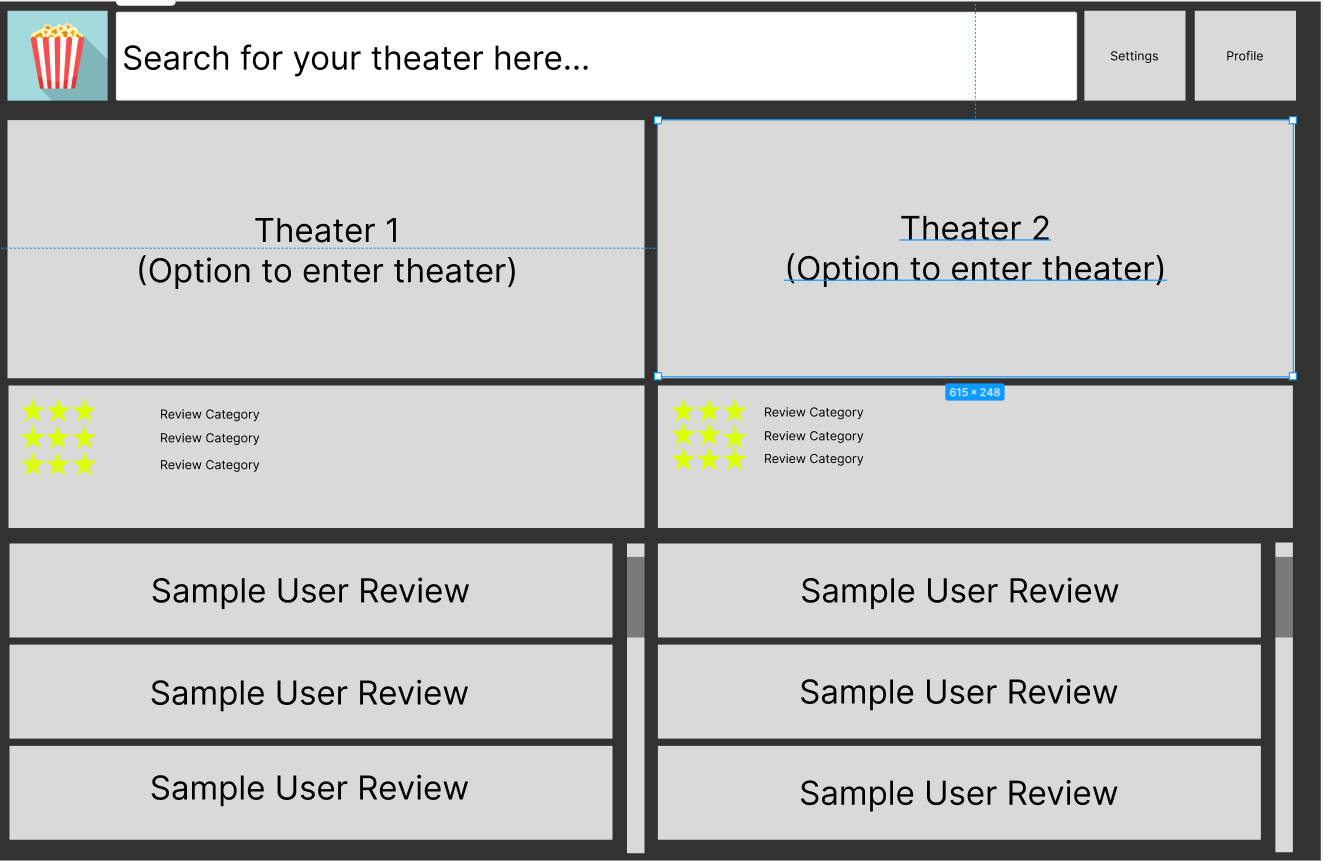 Search for your theater here...
Settings
Profile
Theater 1
(Option to enter theater)
Theater 2
(Option to enter theater)
615 × 248
Review Category
Review Category
Review Category
Review Category
Review Category
Review Category
Sample User Review
Sample User Review
Sample User Review
Sample User Review
Sample User Review
Sample User Review